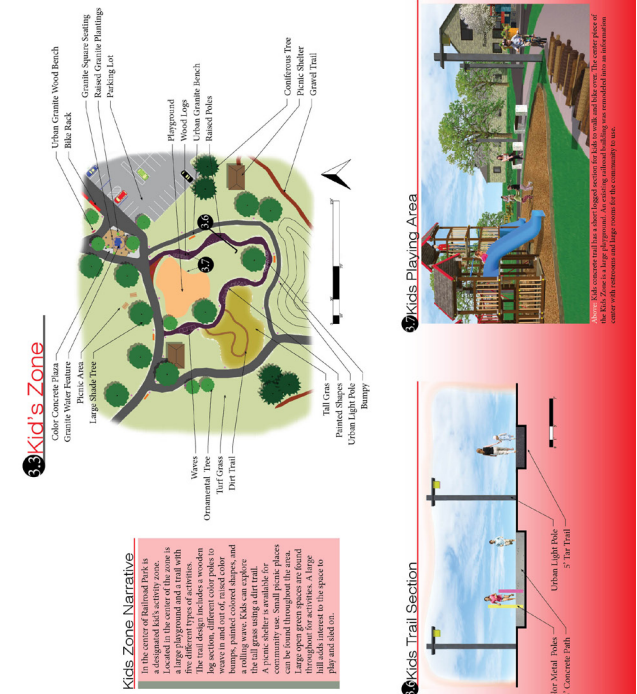 3.3 Kid's Zone
Urban Granite Wood Bench
Bike Rack
Granite Square Seating
Raised Granite Plantings
Parking Lot
Playground
Wood Logs
Urban Granite Bench
Raised Poles
Coniferous Tree
Picnic Shelter
Gravel Trail
Color Concrete Plaza
Granite Water Feature
Picnic Area
Large Shade Tree
3.6
3.7
Waves
Ornamental Tree
Turf Grass
Dirt Trail
Tall Gras
Painted Shapes
Urban Light Pole
Bumpy
Kids Zone Narrative
In the center of Railroad Park is
a designated kid's activity zone.
Located in the center of the zone is
a large playground and a trail with
five different types of activities.
The trail design includes a wooden
log section, different color poles to
weave in and out of, raised color
bumps, painted colored shapes, and
a rolling wave. Kids can explore
the tall grass using a dirt trail.
A picnic shelter is available for
community use. Small picnic places
can be found throughout the area.
Large open green spaces are found
throughout for activities. A large
hill adds interest to the space to
play and sled on.
3.7 Kids Playing Area
Above: Kids concrete trail has a short logged section for kids to walk and bike over. The center piece of
the Kids Zone is a large playground. An existing railroad building was remodeled into an information
center with restrooms and large rooms for the community to use.
3.6 Kids Trail Section
lor Metal Poles
Concrete Path
Urban Light Pole
5' Tar Trail